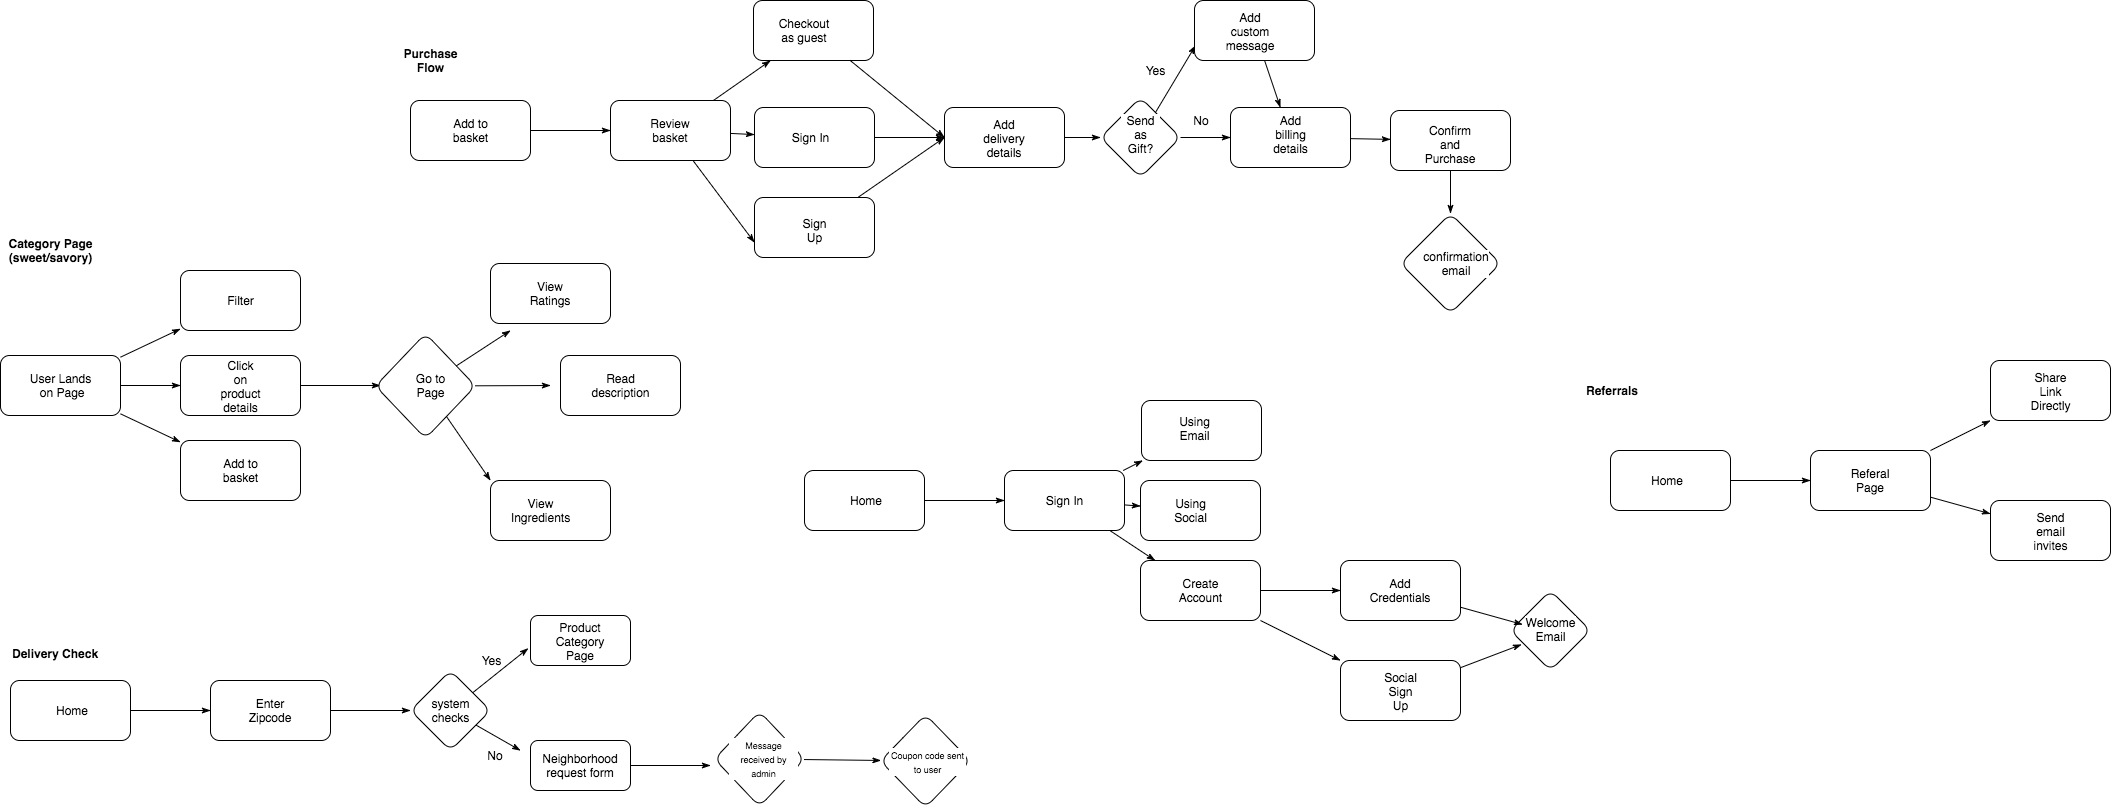 Purchase
Flow
Add to
basket
Review
basket
Checkout
as guest
Sign In
Sign
Up
Add
delivery
details
Send
as
Gift?
Yes
No
Add
custom
message
Add
billing
details
Confirm
and
Purchase
confirmation
email
Category Page
(sweet/savory)
User Lands
on Page
Filter
Click
on
product
details
Add to
basket
Go to
Page
View
Ratings
Read
description
View
Ingredients
Home
Sign In
Using
Email
Using
Social
Create
Account
Add
Credentials
Social
Sign
Up
Welcome
Email
Referrals
Home
Referal
Page
Share
Link
Directly
Send
email
invites
Delivery Check
Home
Enter
Zipcode
system
checks
Yes
No
Product
Category
Page
Neighborhood
request form
Message
received by
admin
Coupon code sent
to user